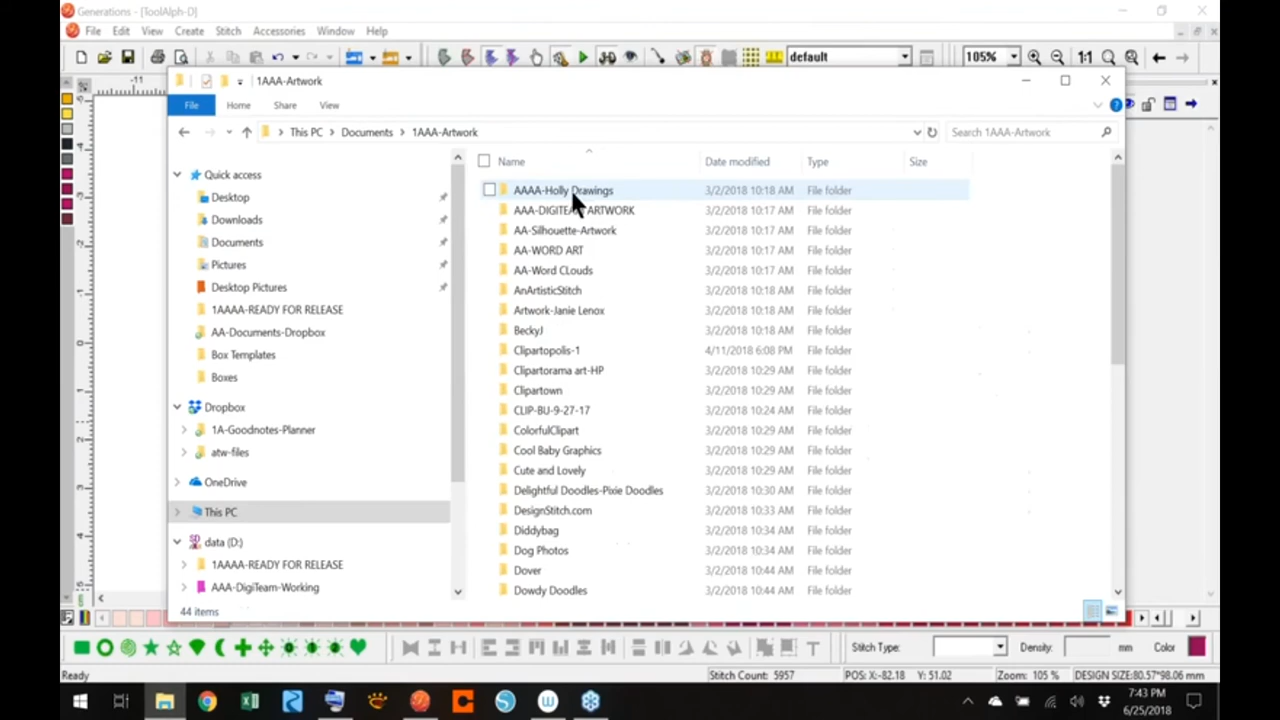 Generations - [ToolAlph-D]
File Edit View Create Stitch Accessories Window Help
default 105% 1:1
1AAA-Artwork
File Home Share View
This PC Documents 1AAA-Artwork Search 1AAA-Artwork
Name Date modified Type Size
Quick access
Desktop
Downloads
Documents
Pictures
Desktop Pictures
1AAAA-READY FOR RELEASE
AA-Documents-Dropbox
Box Templates
Boxes
Dropbox
1A-Goodnotes-Planner
atw-files
OneDrive
This PC
data (D:)
1AAAA-READY FOR RELEASE
AAA-DigiTeam-Working
AAAA-Holly Drawings 3/2/2018 10:18 AM File folder
AAA-DIGITEAM ARTWORK 3/2/2018 10:17 AM File folder
AA-Silhouette-Artwork 3/2/2018 10:17 AM File folder
AA-WORD ART 3/2/2018 10:17 AM File folder
AA-Word CLouds 3/2/2018 10:17 AM File folder
AnArtisticStitch 3/2/2018 10:18 AM File folder
Artwork-Janie Lenox 3/2/2018 10:18 AM File folder
BeckyJ 3/2/2018 10:18 AM File folder
Clipartopolis-1 4/11/2018 6:08 PM File folder
Clipartorama art-HP 3/2/2018 10:29 AM File folder
Clipartown 3/2/2018 10:29 AM File folder
CLIP-BU-9-27-17 3/2/2018 10:24 AM File folder
ColorfulClipart 3/2/2018 10:29 AM File folder
Cool Baby Graphics 3/2/2018 10:29 AM File folder
Cute and Lovely 3/2/2018 10:29 AM File folder
Delightful Doodles-Pixie Doodles 3/2/2018 10:30 AM File folder
DesignStitch.com 3/2/2018 10:33 AM File folder
Diddybag 3/2/2018 10:34 AM File folder
Dog Photos 3/2/2018 10:34 AM File folder
Dover 3/2/2018 10:44 AM File folder
Dowdy Doodles 3/2/2018 10:44 AM File folder
44 items
Stitch Type: Density: mm Color
Ready Stitch Count: 5957 POS: X:-82.18 Y: 51.02 Zoom: 105 % DESIGN SIZE:80.57*98.06 mm
7:43 PM
6/25/2018